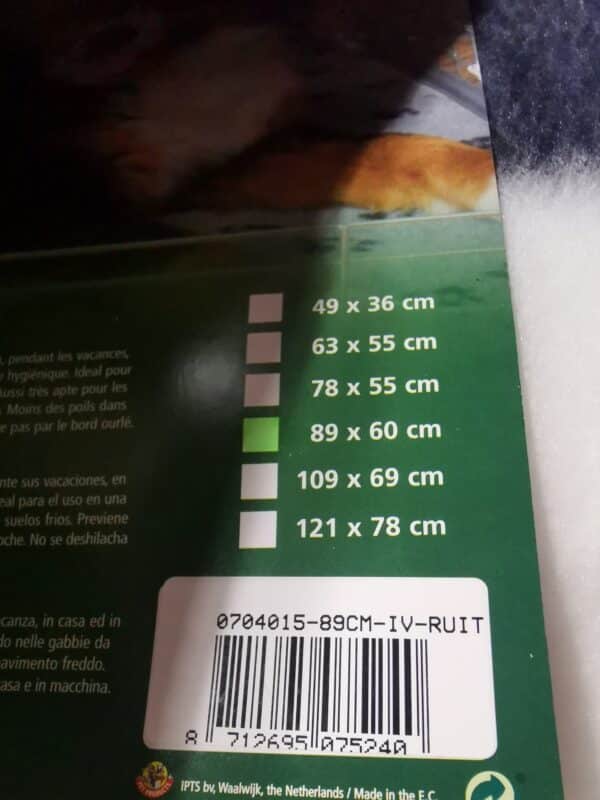 49 x 36 cm
63 x 55 cm
78 x 55 cm
89 x 60 cm
109 x 69 cm
121 x 78 cm
, pendant les vacances,
hygiénique. Ideal pour
ussi très apte pour les
Moins des poils dans
e pas par le bord ourlé.
nte sus vacaciones, en
eal para el uso en una
suelos frios. Previene
oche. No se deshilacha
canza, in casa ed in
do nelle gabbie da
avimento freddo.
asa e in macchina.
0704015-89CM-IV-RUIT
8 712695 075240
IPTS bv, Waalwijk, the Netherlands / Made in the E.C.